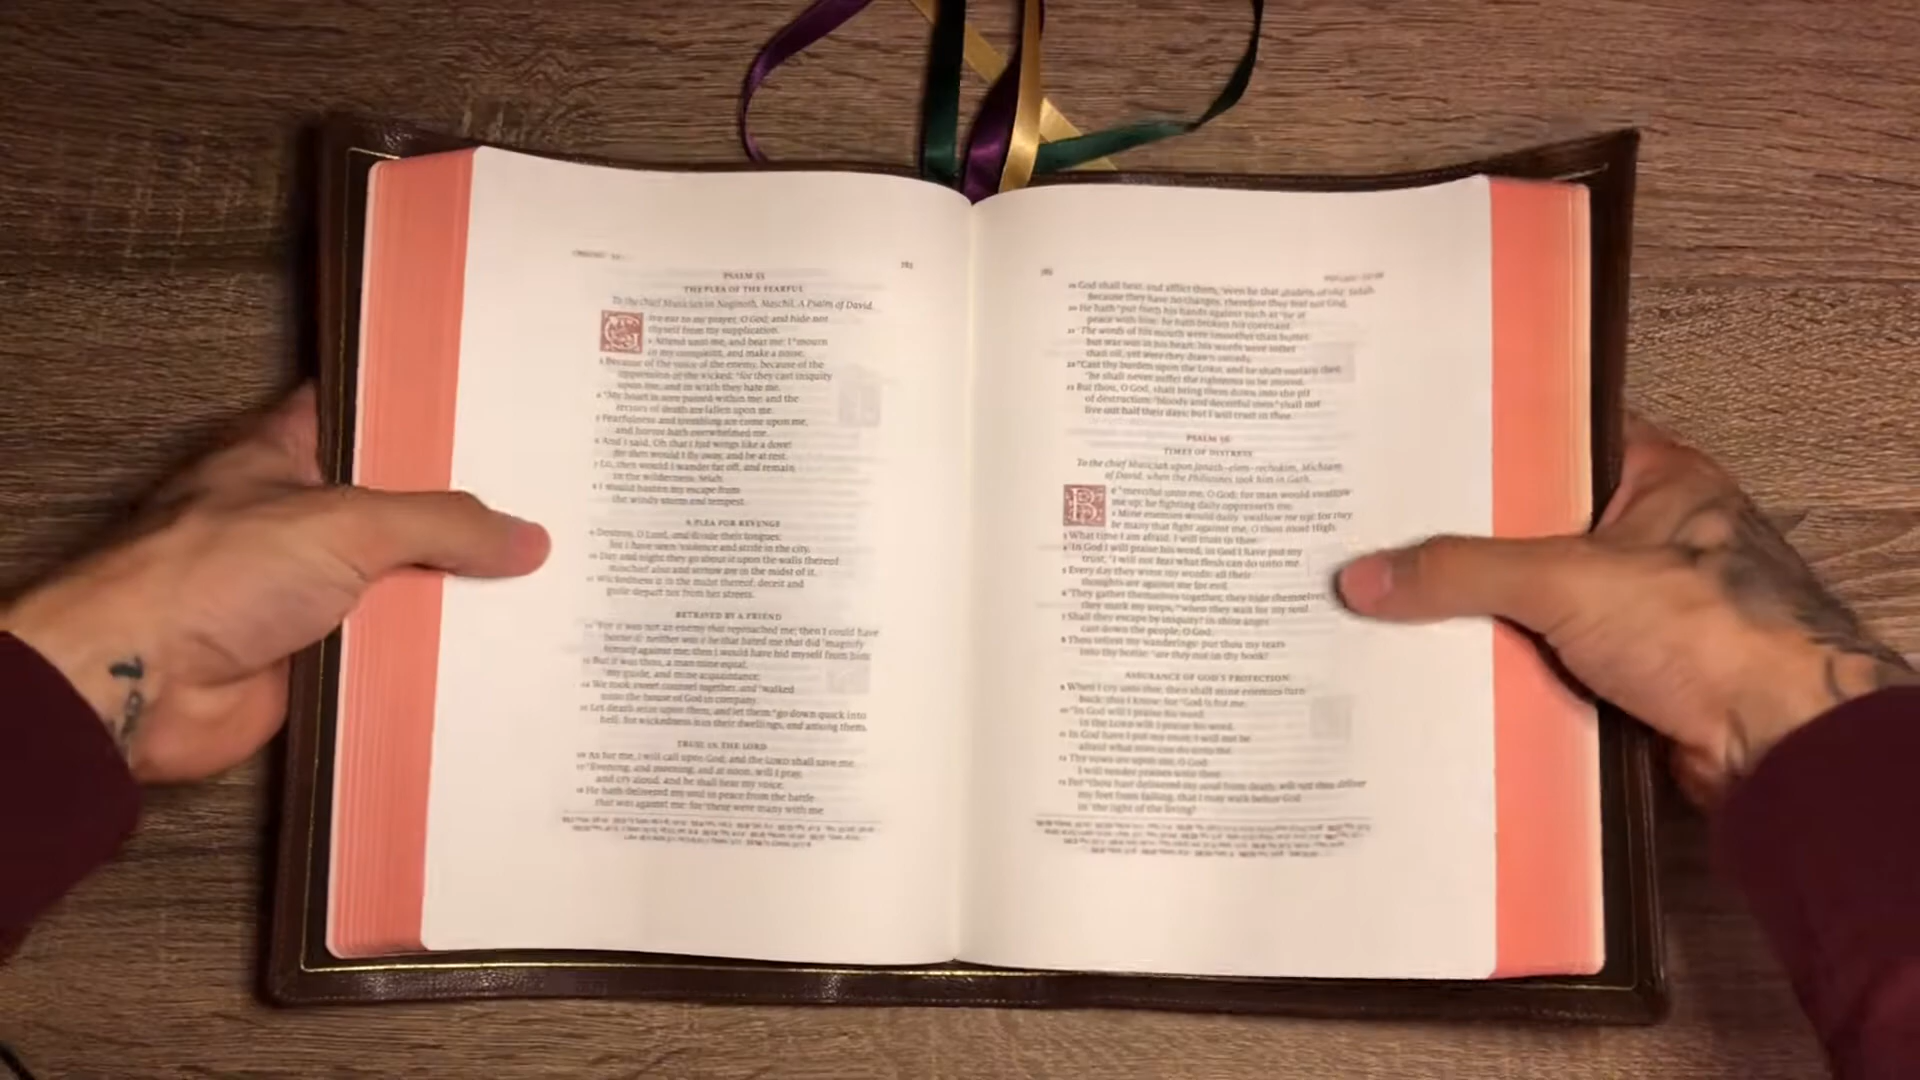 PSALM 55
THE PLEA OF THE FEARFUL
To the chief Musician on Neginoth, Maschil, A Psalm of David.
Give ear to my prayer, O God; and hide not
thyself from my supplication.
Attend unto me, and hear me: I mourn
in my complaint, and make a noise,
Because of the voice of the enemy, because of the
oppression of the wicked: for they cast iniquity
upon me, and in wrath they hate me.
My heart is sore pained within me: and the
terrors of death are fallen upon me.
Fearfulness and trembling are come upon me,
and horror hath overwhelmed me.
And I said, Oh that I had wings like a dove!
for then would I fly away, and be at rest.
Lo, then would I wander far off, and remain
in the wilderness. Selah.
I would hasten my escape from
the windy storm and tempest.
A PLEA FOR REVENGE
Destroy, O Lord, and divide their tongues:
for I have seen violence and strife in the city.
Day and night they go about it upon the walls thereof:
mischief also and sorrow are in the midst of it.
Wickedness is in the midst thereof: deceit and
guile depart not from her streets.
BETRAYED BY A FRIEND
For it was not an enemy that reproached me; then I could have
borne it: neither was it he that hated me that did magnify
himself against me; then I would have hid myself from him:
But it was thou, a man mine equal,
my guide, and mine acquaintance.
We took sweet counsel together, and walked
unto the house of God in company.
Let death seize upon them, and let them go down quick into
hell: for wickedness is in their dwellings, and among them.
TRUST IN THE LORD
As for me, I will call upon God; and the LORD shall save me.
Evening, and morning, and at noon, will I pray,
and cry aloud: and he shall hear my voice.
He hath delivered my soul in peace from the battle
that was against me: for there were many with me.
God shall hear, and afflict them, even he that abideth of old. Selah.
Because they have no changes, therefore they fear not God.
He hath put forth his hands against such as be at
peace with him: he hath broken his covenant.
The words of his mouth were smoother than butter,
but war was in his heart: his words were softer
than oil, yet were they drawn swords.
Cast thy burden upon the LORD, and he shall sustain thee:
he shall never suffer the righteous to be moved.
But thou, O God, shalt bring them down into the pit
of destruction: bloody and deceitful men shall not
live out half their days; but I will trust in thee.
PSALM 56
TIMES OF DISTRESS
To the chief Musician upon Jonath-elem-rechokim, Michtam
of David, when the Philistines took him in Gath.
Be merciful unto me, O God: for man would swallow
me up; he fighting daily oppresseth me.
Mine enemies would daily swallow me up: for they
be many that fight against me, O thou most High.
What time I am afraid, I will trust in thee.
In God I will praise his word, in God I have put my
trust; I will not fear what flesh can do unto me.
Every day they wrest my words: all their
thoughts are against me for evil.
They gather themselves together, they hide themselves,
they mark my steps, when they wait for my soul.
Shall they escape by iniquity? in thine anger
cast down the people, O God.
Thou tellest my wanderings: put thou my tears
into thy bottle: are they not in thy book?
ASSURANCE OF GOD'S PROTECTION
When I cry unto thee, then shall mine enemies turn
back: this I know; for God is for me.
In God will I praise his word:
in the LORD will I praise his word.
In God have I put my trust: I will not be
afraid what man can do unto me.
Thy vows are upon me, O God:
I will render praises unto thee.
For thou hast delivered my soul from death: wilt not thou deliver
my feet from falling, that I may walk before God
in the light of the living?